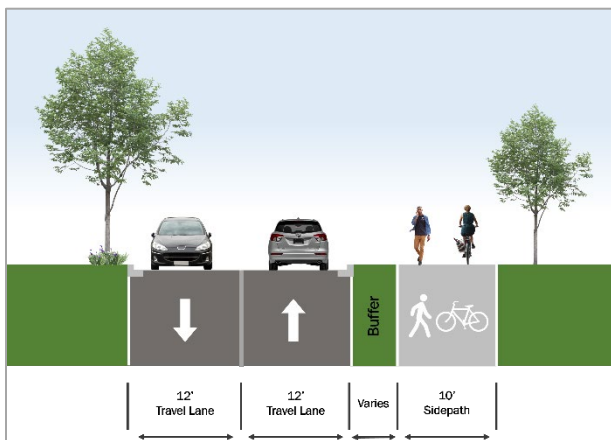 Buffer
12'
Travel Lane
12'
Travel Lane
Varies
10'
Sidepath